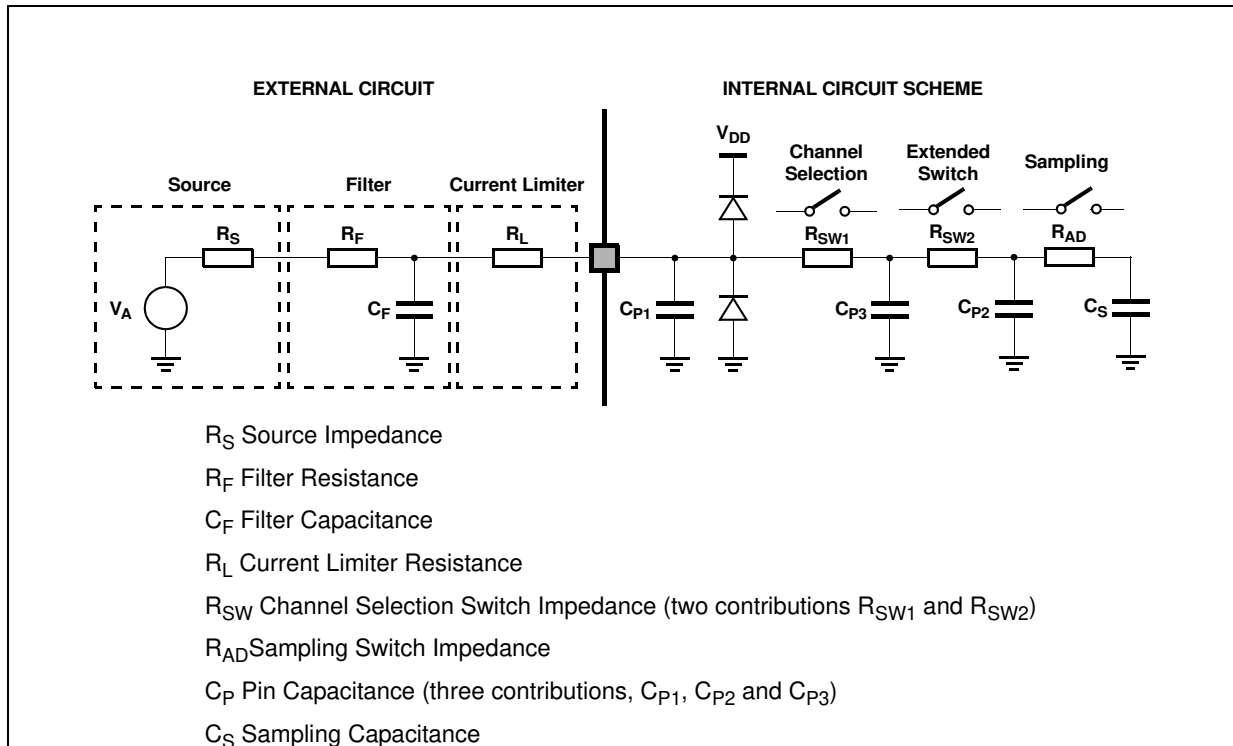 EXTERNAL CIRCUIT
INTERNAL CIRCUIT SCHEME
VDD
Channel
Selection
Extended
Switch
Sampling
Source
Filter
Current Limiter
RS
RF
RL
RSW1
RSW2
RAD
VA
CF
CP1
CP3
CP2
CS
RS Source Impedance
RF Filter Resistance
CF Filter Capacitance
RL Current Limiter Resistance
RSW Channel Selection Switch Impedance (two contributions RSW1 and RSW2)
RADSampling Switch Impedance
CP Pin Capacitance (three contributions, CP1, CP2 and CP3)
CS Sampling Capacitance